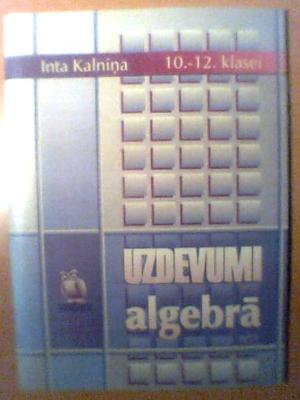 Inta Kalniņa 10.-12. klasei
UZDEVUMI
algebrā